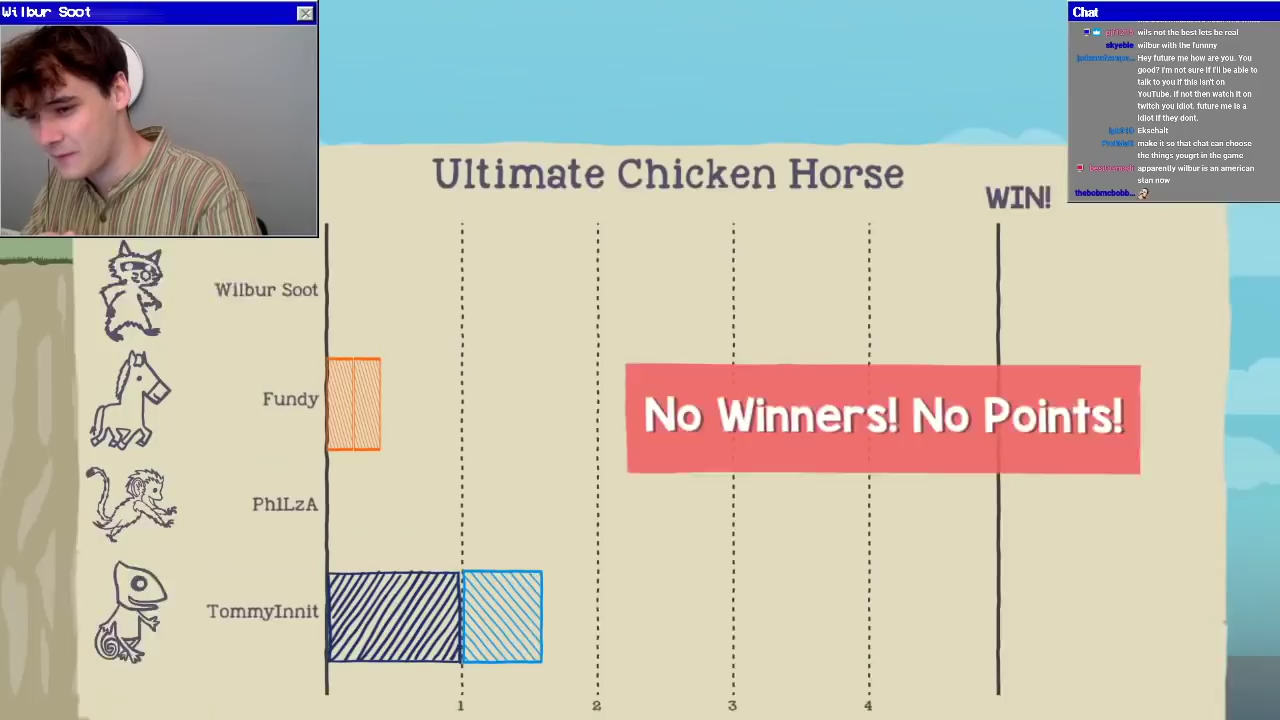 Wilbur Soot
Chat
wils not the best lets be real
skyeble wilbur with the funnny
Hey future me how are you. You
good? I'm not sure if I'll be able to
talk to you if this isn't on
YouTube. If not then watch it on
twitch you idiot. future me is a
idiot if they dont.
Ekschalt
make it so that chat can choose
the things yougrt in the game
apparently wilbur is an american
stan now
thebobmcbobb...
Ultimate Chicken Horse
WIN!
Wilbur Soot
Fundy
No Winners! No Points!
Ph1LzA
TommyInnit
1 2 3 4